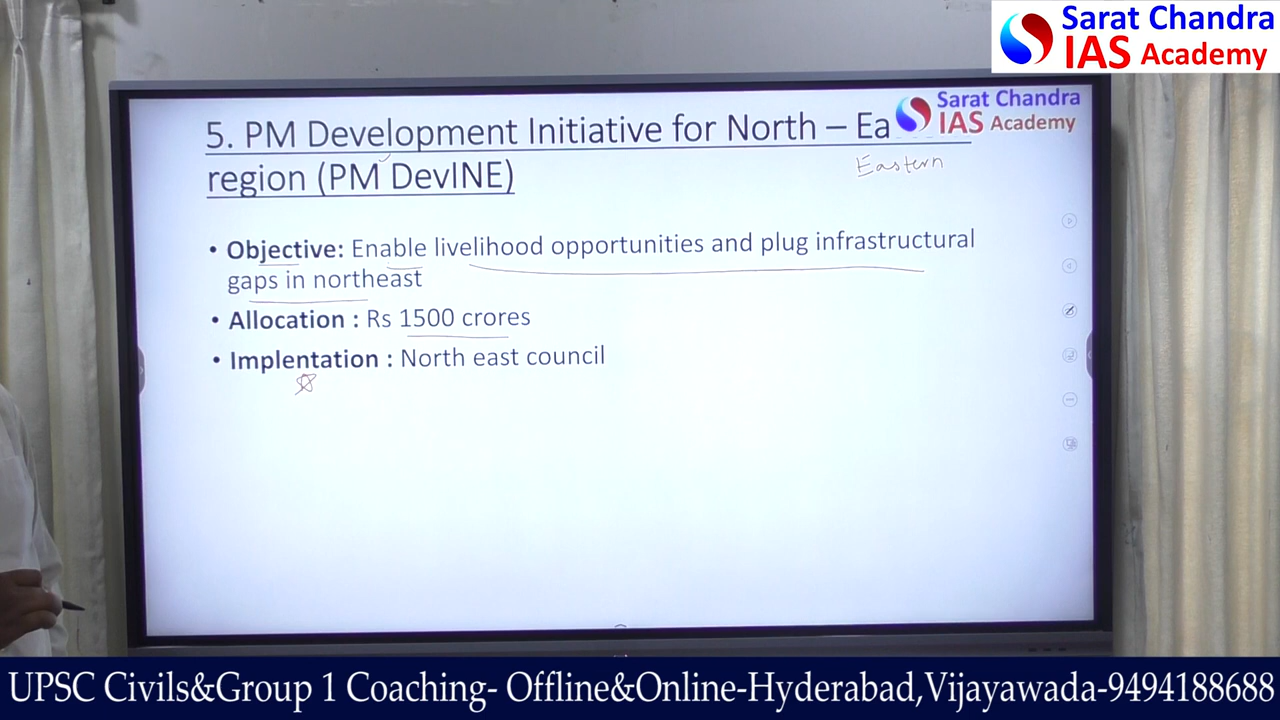 Sarat Chandra
IAS Academy
Sarat Chandra
IAS Academy
5. PM Development Initiative for North – Ea
Eastern
region (PM DevINE)
• Objective: Enable livelihood opportunities and plug infrastructural
gaps in northeast
• Allocation : Rs 1500 crores
• Implentation : North east council
UPSC Civils&Group 1 Coaching- Offline&Online-Hyderabad,Vijayawada-9494188688